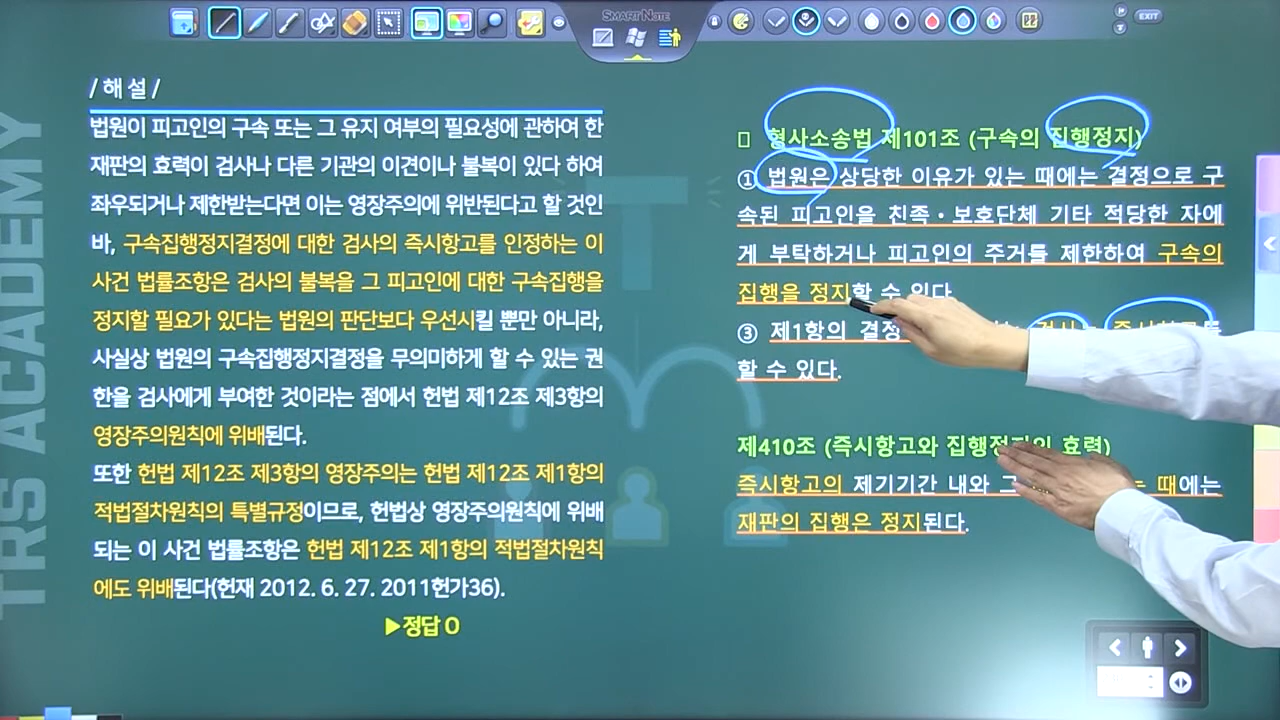 SMARTNOTE
EXIT
TRS ACADEMY
/ 해 설 /
법원이 피고인의 구속 또는 그 유지 여부의 필요성에 관하여 한
재판의 효력이 검사나 다른 기관의 이견이나 불복이 있다 하여
좌우되거나 제한받는다면 이는 영장주의에 위반된다고 할 것인
바, 구속집행정지결정에 대한 검사의 즉시항고를 인정하는 이
사건 법률조항은 검사의 불복을 그 피고인에 대한 구속집행을
정지할 필요가 있다는 법원의 판단보다 우선시킬 뿐만 아니라,
사실상 법원의 구속집행정지결정을 무의미하게 할 수 있는 권
한을 검사에게 부여한 것이라는 점에서 헌법 제12조 제3항의
영장주의원칙에 위배된다.
또한 헌법 제12조 제3항의 영장주의는 헌법 제12조 제1항의
적법절차원칙의 특별규정이므로, 헌법상 영장주의원칙에 위배
되는 이 사건 법률조항은 헌법 제12조 제1항의 적법절차원칙
에도 위배된다(헌재 2012. 6. 27. 2011헌가36).
▶정답 O
형사소송법 제101조 (구속의 집행정지)
① 법원은 상당한 이유가 있는 때에는 결정으로 구
속된 피고인을 친족·보호단체 기타 적당한 자에
게 부탁하거나 피고인의 주거를 제한하여 구속의
집행을 정지할 수 있다.
③ 제1항의 결정
할 수 있다.
제410조 (즉시항고와 집행정지의 효력)
즉시항고의 제기기간 내와 그 때에는
재판의 집행은 정지된다.